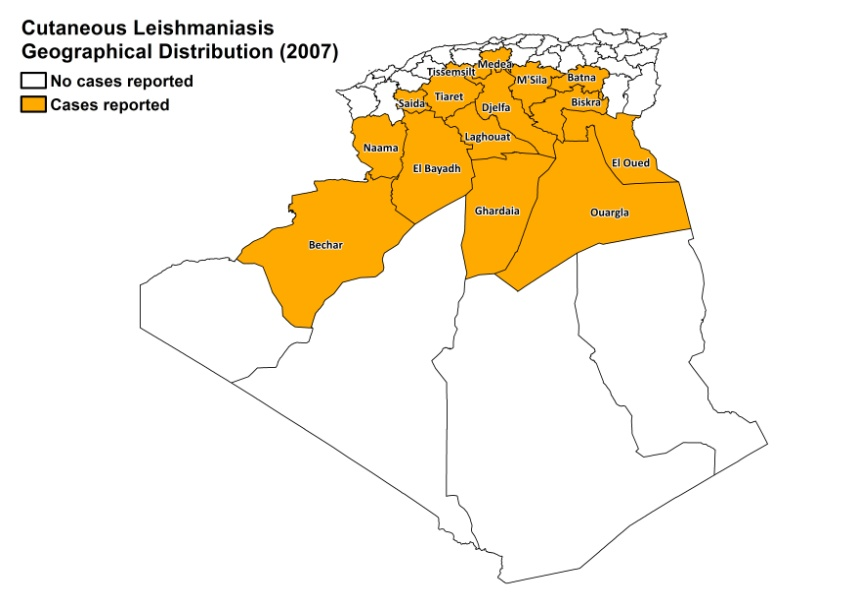 Cutaneous Leishmaniasis
Geographical Distribution (2007)
No cases reported
Cases reported
Medea
Tissemsilt
M'Sila
Batna
Tiaret
Saida
Djelfa
Biskra
Laghouat
Naama
El Bayadh
El Oued
Ghardaia
Ouargla
Bechar